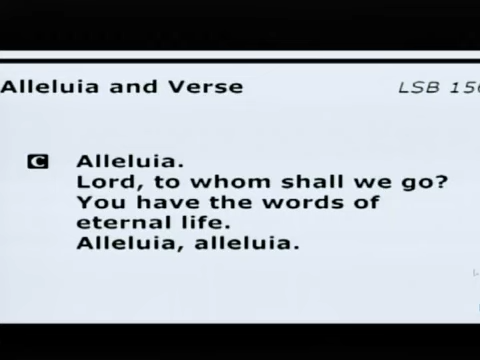 Alleluia and Verse LSB 156
C Alleluia.
Lord, to whom shall we go?
You have the words of
eternal life.
Alleluia, alleluia.